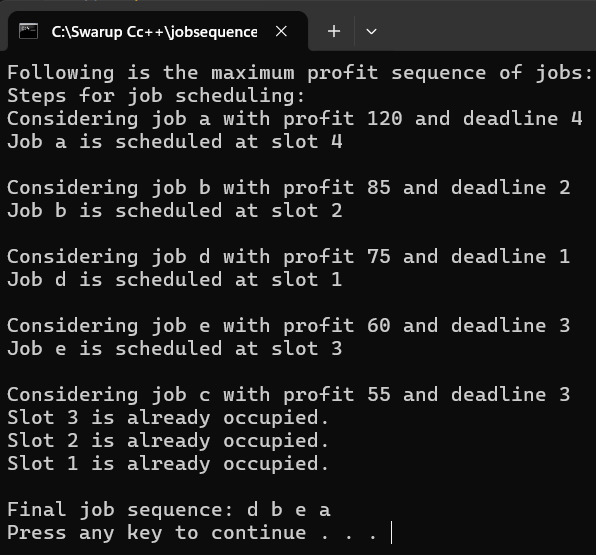 C:\Swarup Cc++\jobsequence
Following is the maximum profit sequence of jobs:
Steps for job scheduling:
Considering job a with profit 120 and deadline 4
Job a is scheduled at slot 4
Considering job b with profit 85 and deadline 2
Job b is scheduled at slot 2
Considering job d with profit 75 and deadline 1
Job d is scheduled at slot 1
Considering job e with profit 60 and deadline 3
Job e is scheduled at slot 3
Considering job c with profit 55 and deadline 3
Slot 3 is already occupied.
Slot 2 is already occupied.
Slot 1 is already occupied.
Final job sequence: d b e a
Press any key to continue . . .